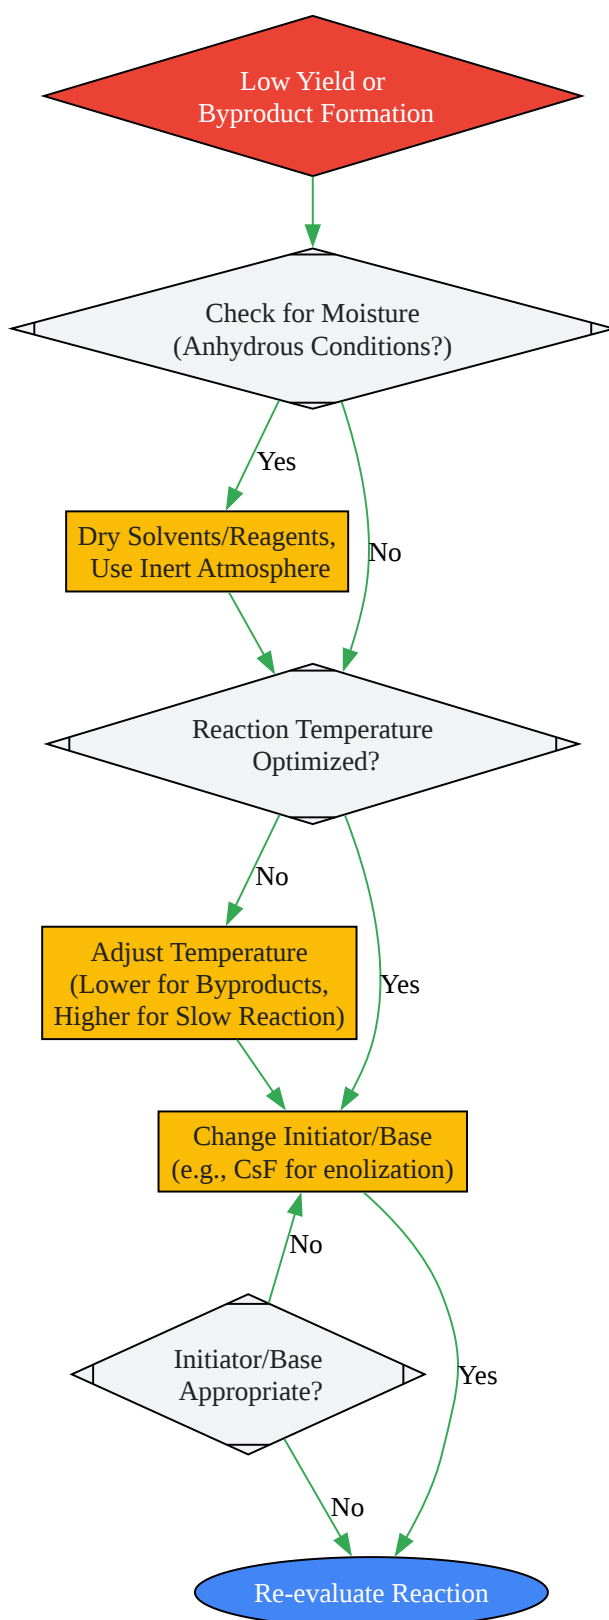 Low Yield or
Byproduct Formation
Check for Moisture
(Anhydrous Conditions?)
Yes
Dry Solvents/Reagents,
Use Inert Atmosphere
No
Reaction Temperature
Optimized?
No
Adjust Temperature
(Lower for Byproducts,
Higher for Slow Reaction)
Yes
Change Initiator/Base
(e.g., CsF for enolization)
No
Initiator/Base
Appropriate?
Yes
No
Re-evaluate Reaction